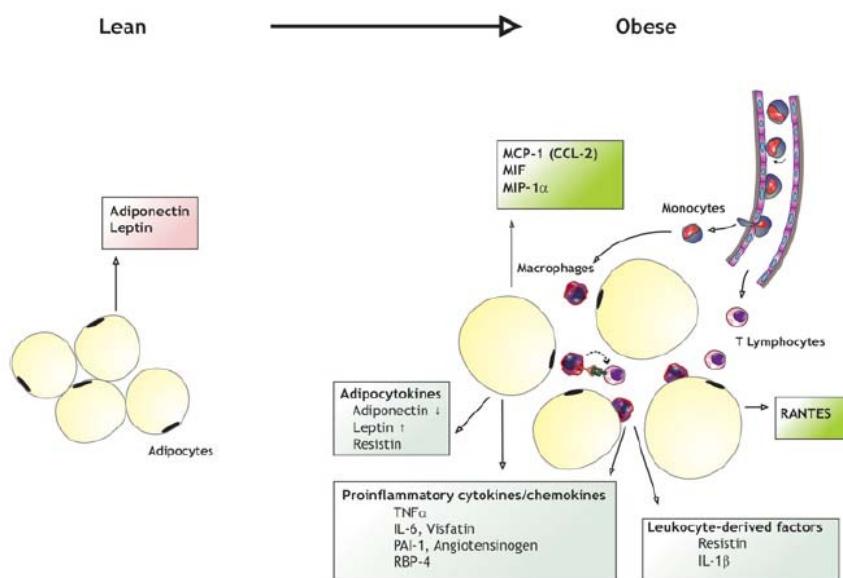 Lean
Obese
MCP-1 (CCL-2)
MIF
MIP-1α
Adiponectin
Leptin
Monocytes
Macrophages
T Lymphocytes
Adipocytokines
Adiponectin ↓
Leptin ↑
Resistin
RANTES
Adipocytes
Proinflammatory cytokines/chemokines
TNFα
IL-6, Visfatin
PAI-1, Angiotensinogen
RBP-4
Leukocyte-derived factors
Resistin
IL-1β